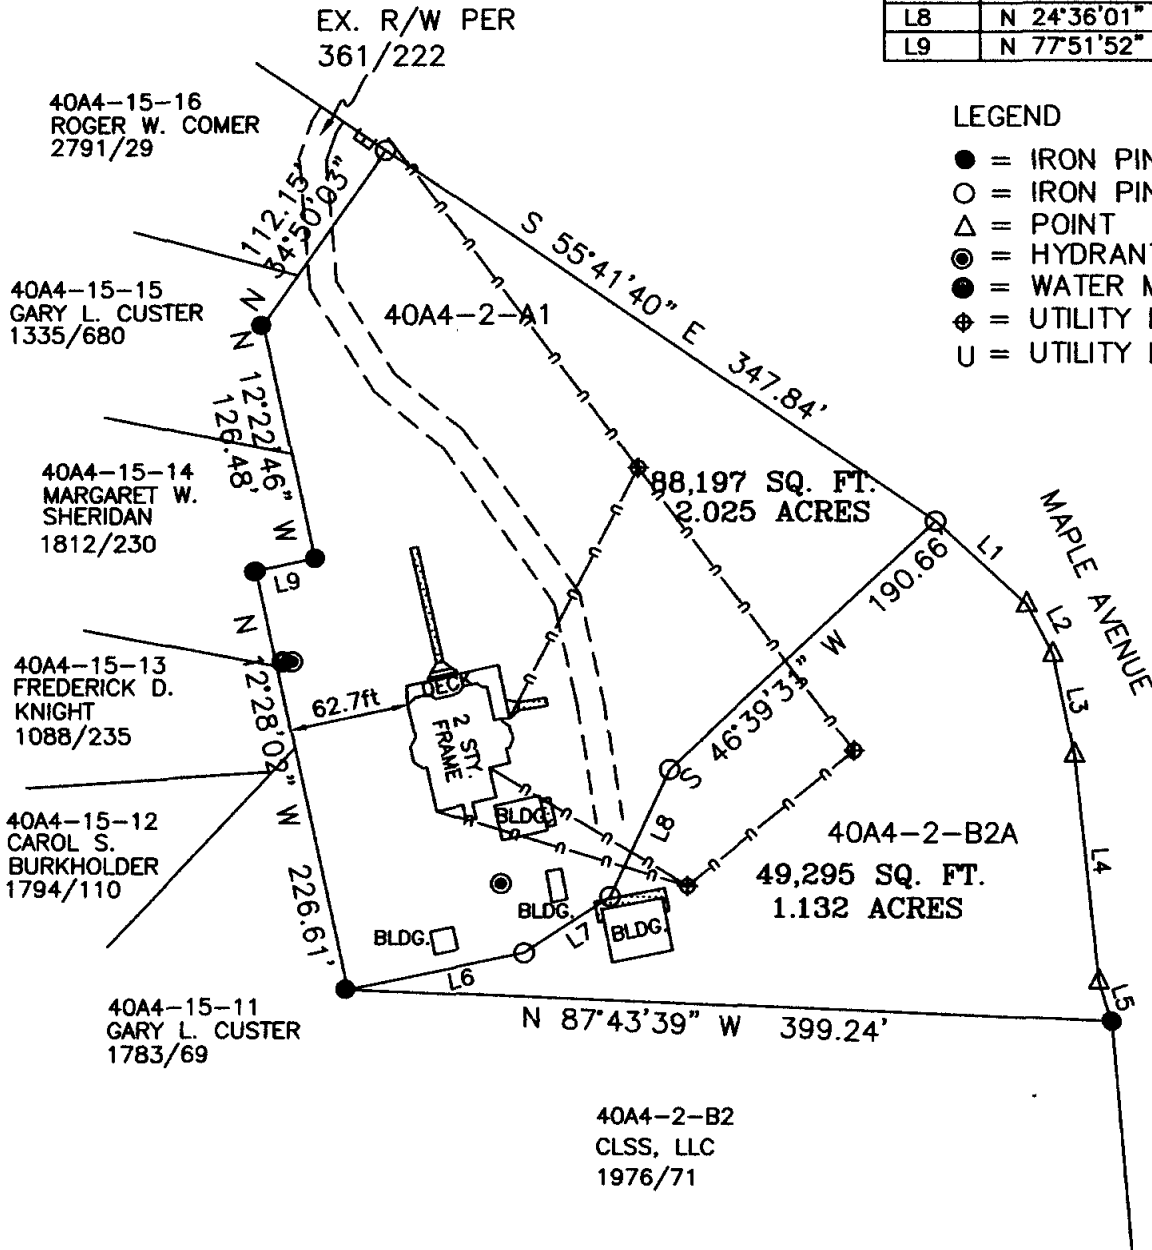 EX. R/W PER
361/222
L8 N 24°36'01"
L9 N 77°51'52"
40A4-15-16
ROGER W. COMER
2791/29
LEGEND
● = IRON PIN
○ = IRON PIN
△ = POINT
= HYDRANT
= WATER M
= UTILITY
U = UTILITY
112.15'
N 34°50'03"
S 55°41'40" E 347.84'
40A4-15-15
GARY L. CUSTER
1335/680
40A4-2-A1
N 12°22'46" W
126.48'
40A4-15-14
MARGARET W.
SHERIDAN
1812/230
88,197 SQ. FT.
2.025 ACRES
MAPLE AVENUE
L1
190.66
S 46°39'31" W
L9
L2
L3
40A4-15-13
FREDERICK D.
KNIGHT
1088/235
N 12°28'02" W
226.61'
62.7ft
DECK
2 STY.
FRAME
BLDG.
L8
40A4-15-12
CAROL S.
BURKHOLDER
1794/110
40A4-2-B2A
49,295 SQ. FT.
1.132 ACRES
L4
BLDG.
BLDG.
BLDG.
L7
L6
L5
40A4-15-11
GARY L. CUSTER
1783/69
N 87°43'39" W 399.24'
40A4-2-B2
CLSS, LLC
1976/71